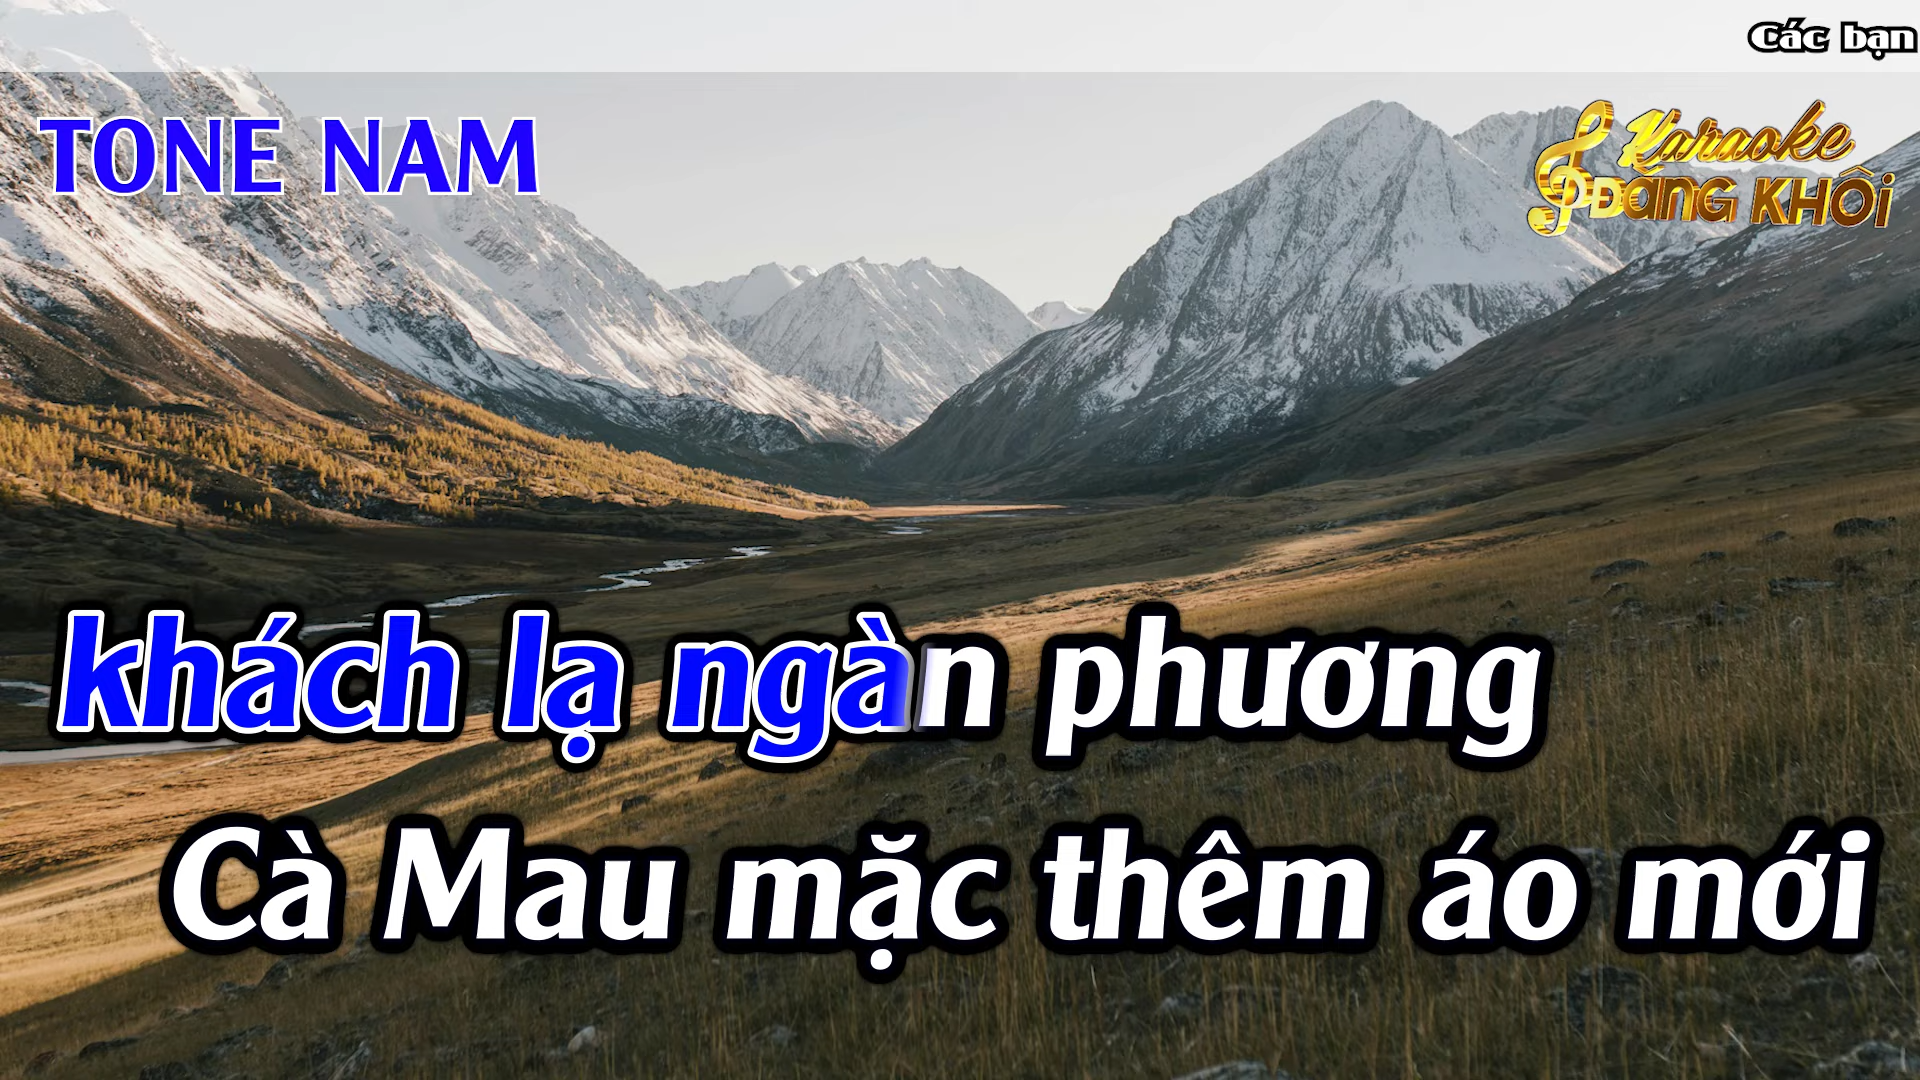 Các bạn
TONE NAM
Karaoke
ĐĂNG KHÔI
khách lạ ngàn phương
Cà Mau mặc thêm áo mới